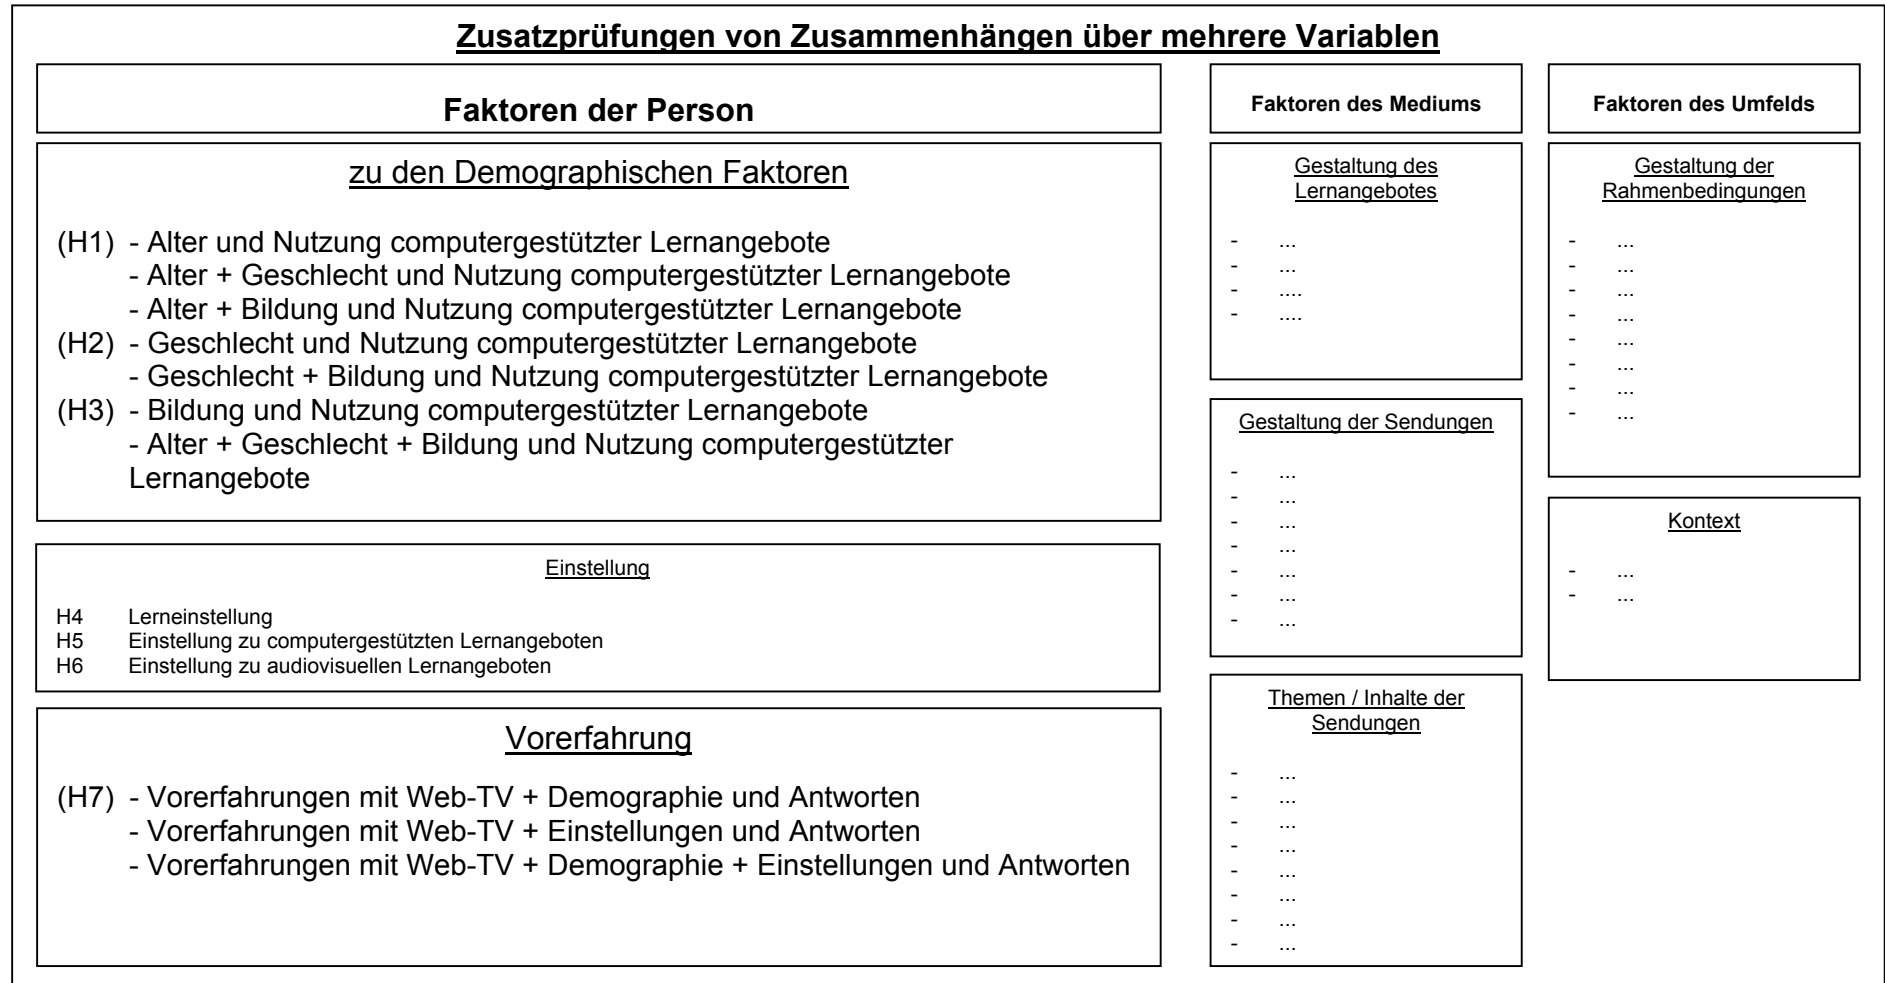 Zusatzprüfungen von Zusammenhängen über mehrere Variablen
Faktoren der Person
zu den Demographischen Faktoren
(H1) - Alter und Nutzung computergestützter Lernangebote
- Alter + Geschlecht und Nutzung computergestützter Lernangebote
- Alter + Bildung und Nutzung computergestützter Lernangebote
(H2) - Geschlecht und Nutzung computergestützter Lernangebote
- Geschlecht + Bildung und Nutzung computergestützter Lernangebote
(H3) - Bildung und Nutzung computergestützter Lernangebote
- Alter + Geschlecht + Bildung und Nutzung computergestützter
Lernangebote
Einstellung
H4 Lerneinstellung
H5 Einstellung zu computergestützten Lernangeboten
H6 Einstellung zu audiovisuellen Lernangeboten
Vorerfahrung
(H7) - Vorerfahrungen mit Web-TV + Demographie und Antworten
- Vorerfahrungen mit Web-TV + Einstellungen und Antworten
- Vorerfahrungen mit Web-TV + Demographie + Einstellungen und Antworten
Faktoren des Mediums
Gestaltung des
Lernangebotes
- ...
- ...
- ....
- ....
Gestaltung der Sendungen
- ...
- ...
- ...
- ...
- ...
- ...
- ...
Themen / Inhalte der
Sendungen
- ...
- ...
- ...
- ...
- ...
- ...
- ...
- ...
Faktoren des Umfelds
Gestaltung der
Rahmenbedingungen
- ...
- ...
- ...
- ...
- ...
- ...
- ...
- ...
Kontext
- ...
- ...